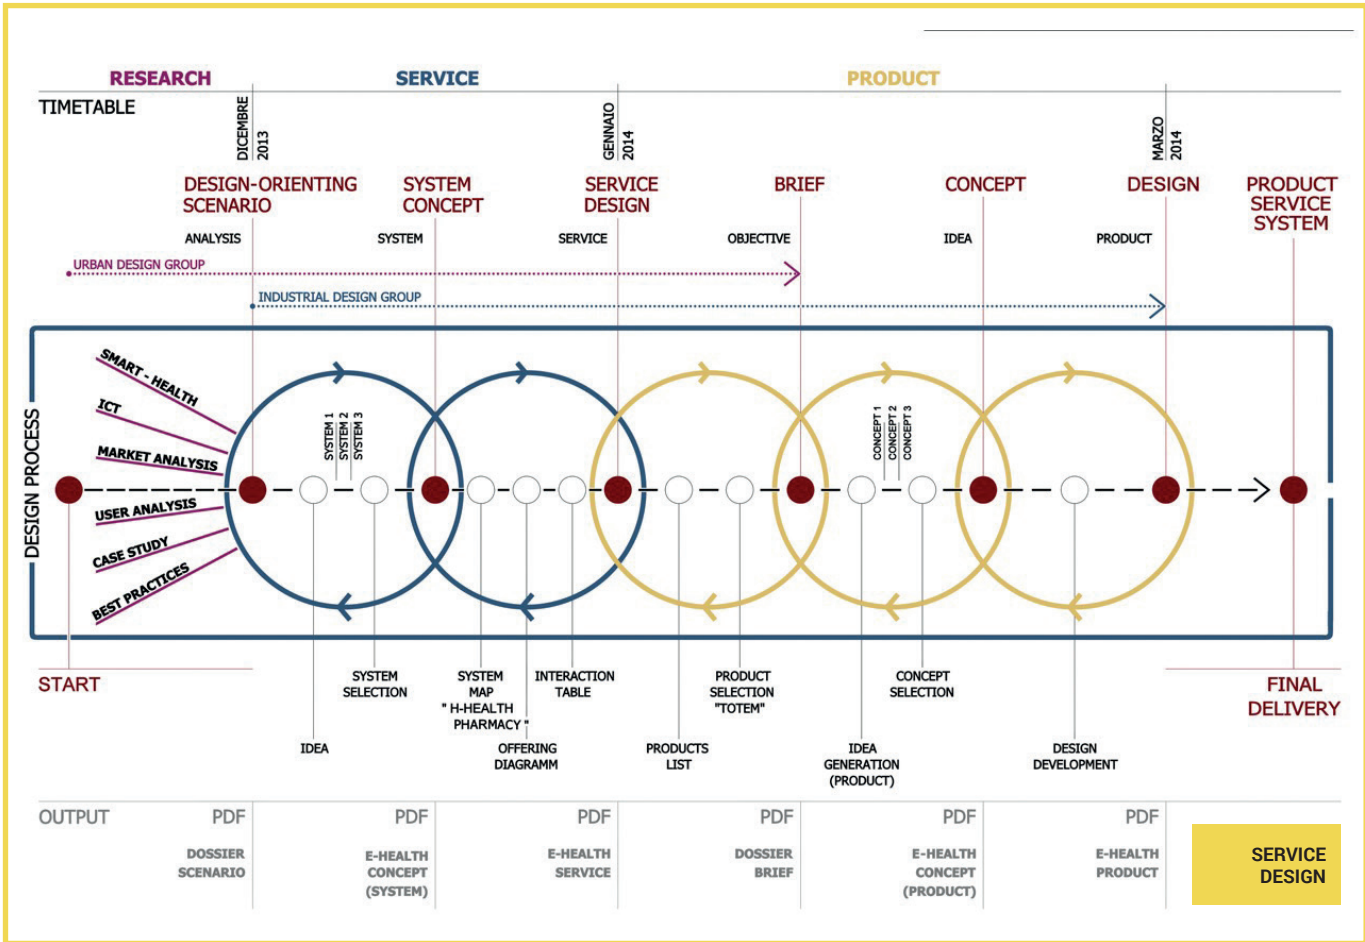 RESEARCH
SERVICE
PRODUCT
TIMETABLE
DICEMBRE
2013
GENNAIO
2014
MARZO
2014
DESIGN-ORIENTING
SCENARIO
SYSTEM
CONCEPT
SERVICE
DESIGN
BRIEF
CONCEPT
DESIGN
PRODUCT
SERVICE
SYSTEM
ANALYSIS
SYSTEM
SERVICE
OBJECTIVE
IDEA
PRODUCT
URBAN DESIGN GROUP
INDUSTRIAL DESIGN GROUP
DESIGN PROCESS
SMART - HEALTH
ICT
MARKET ANALYSIS
USER ANALYSIS
CASE STUDY
BEST PRACTICES
SYSTEM 1
SYSTEM 2
SYSTEM 3
CONCEPT 1
CONCEPT 2
CONCEPT 3
START
SYSTEM
SELECTION
SYSTEM
MAP
" H-HEALTH
PHARMACY "
INTERACTION
TABLE
PRODUCT
SELECTION
"TOTEM"
CONCEPT
SELECTION
FINAL
DELIVERY
IDEA
OFFERING
DIAGRAMM
PRODUCTS
LIST
IDEA
GENERATION
(PRODUCT)
DESIGN
DEVELOPMENT
OUTPUT
PDF
DOSSIER
SCENARIO
PDF
E-HEALTH
CONCEPT
(SYSTEM)
PDF
E-HEALTH
SERVICE
PDF
DOSSIER
BRIEF
PDF
E-HEALTH
CONCEPT
(PRODUCT)
PDF
E-HEALTH
PRODUCT
SERVICE
DESIGN